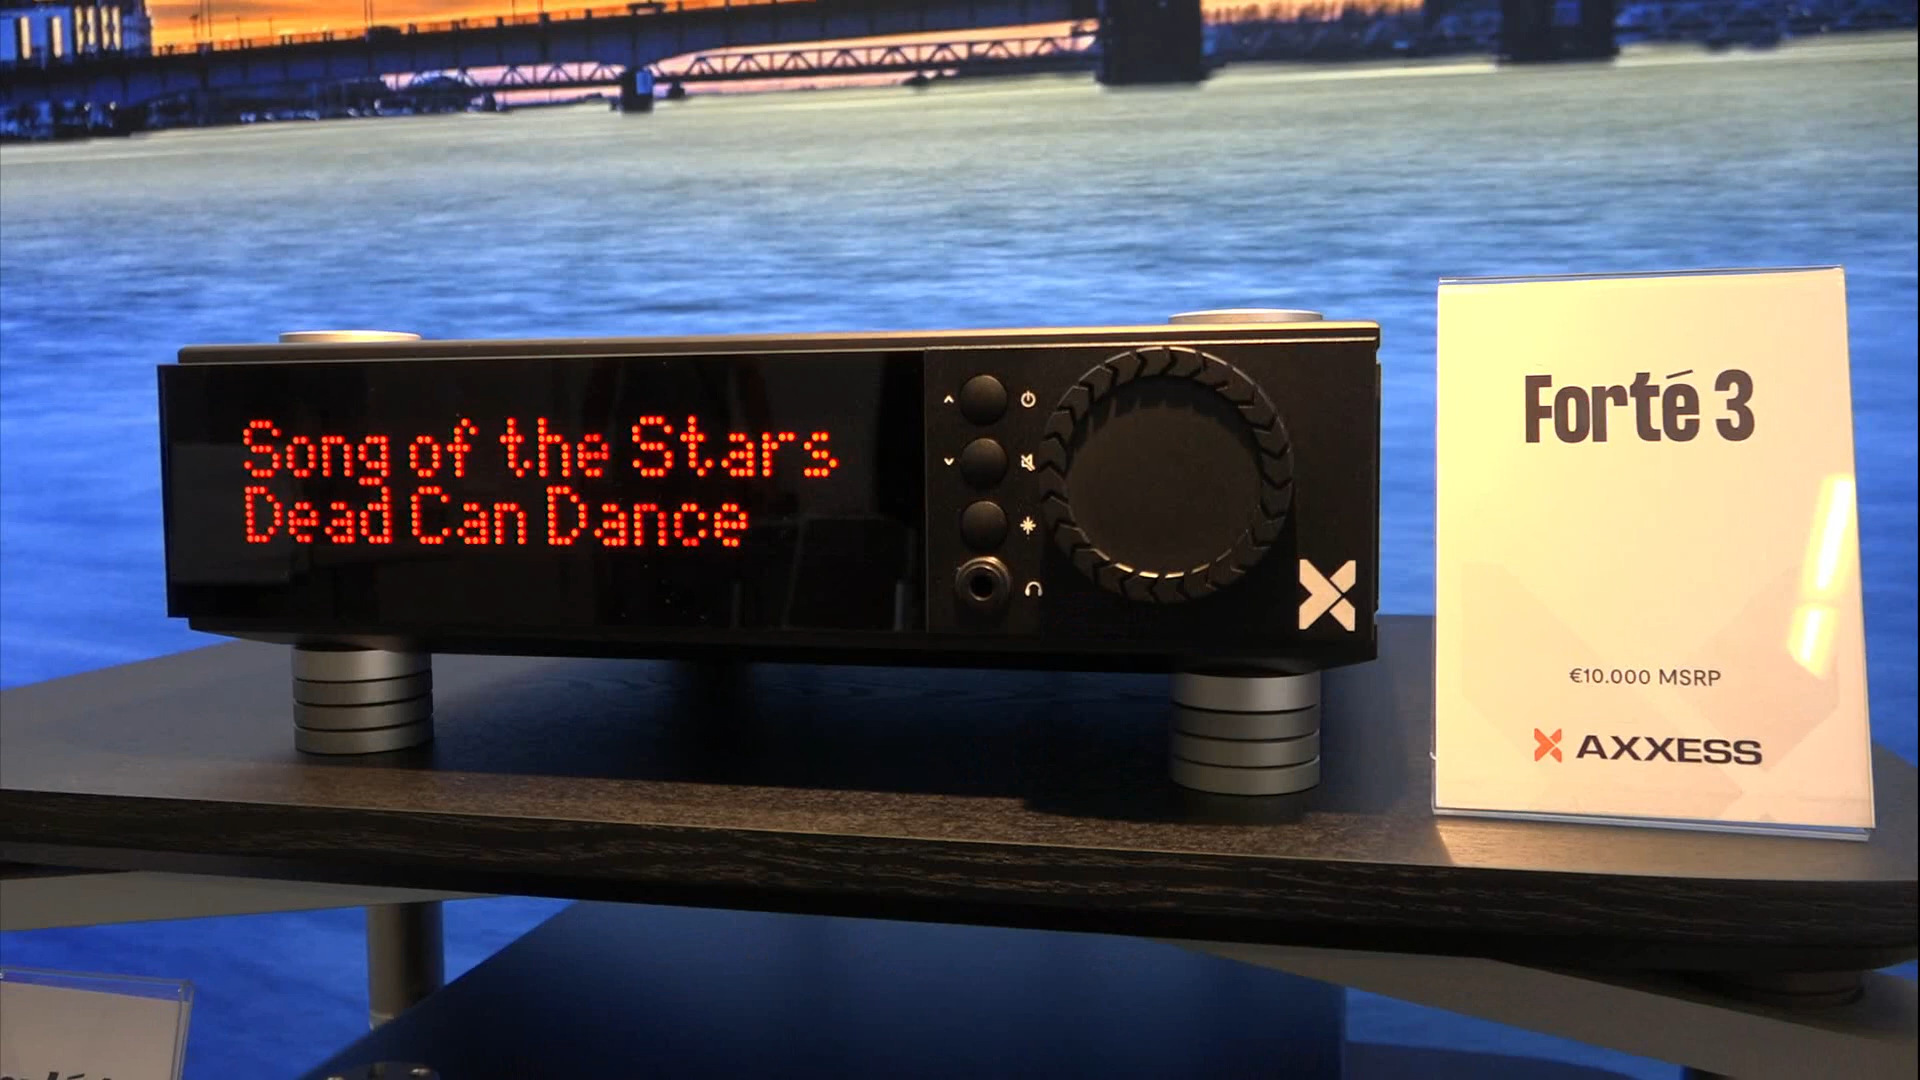 Song of the Stars
Dead Can Dance
Forté 3
€10.000 MSRP
AXXESS